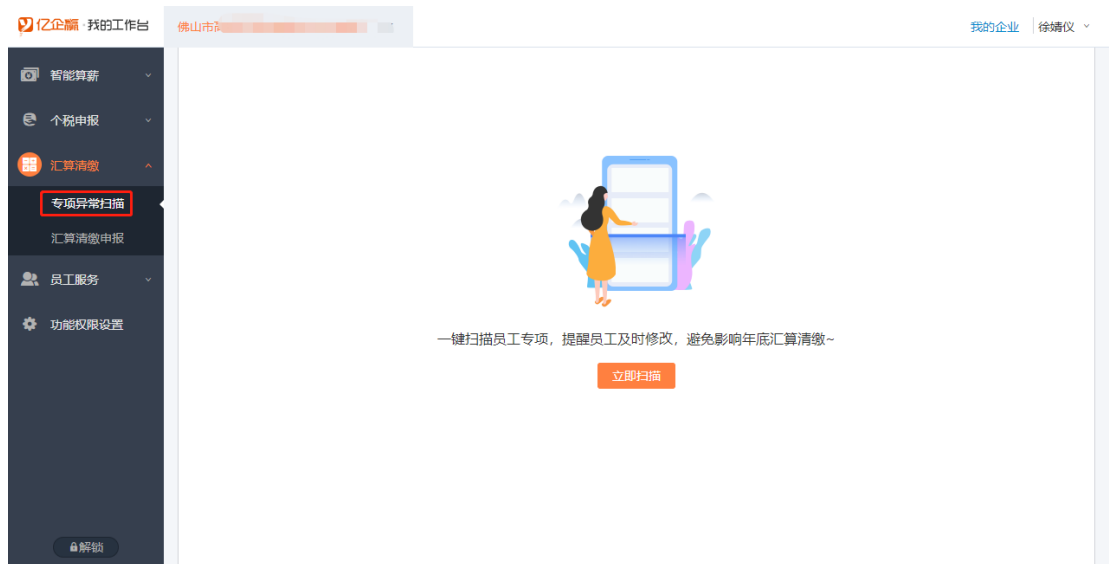 亿企赢·我的工作台
佛山市
我的企业
徐婧仪
智能算薪
个税申报
汇算清缴
专项异常扫描
汇算清缴申报
员工服务
功能权限设置
一键扫描员工专项，提醒员工及时修改，避免影响年底汇算清缴~
立即扫描
解锁